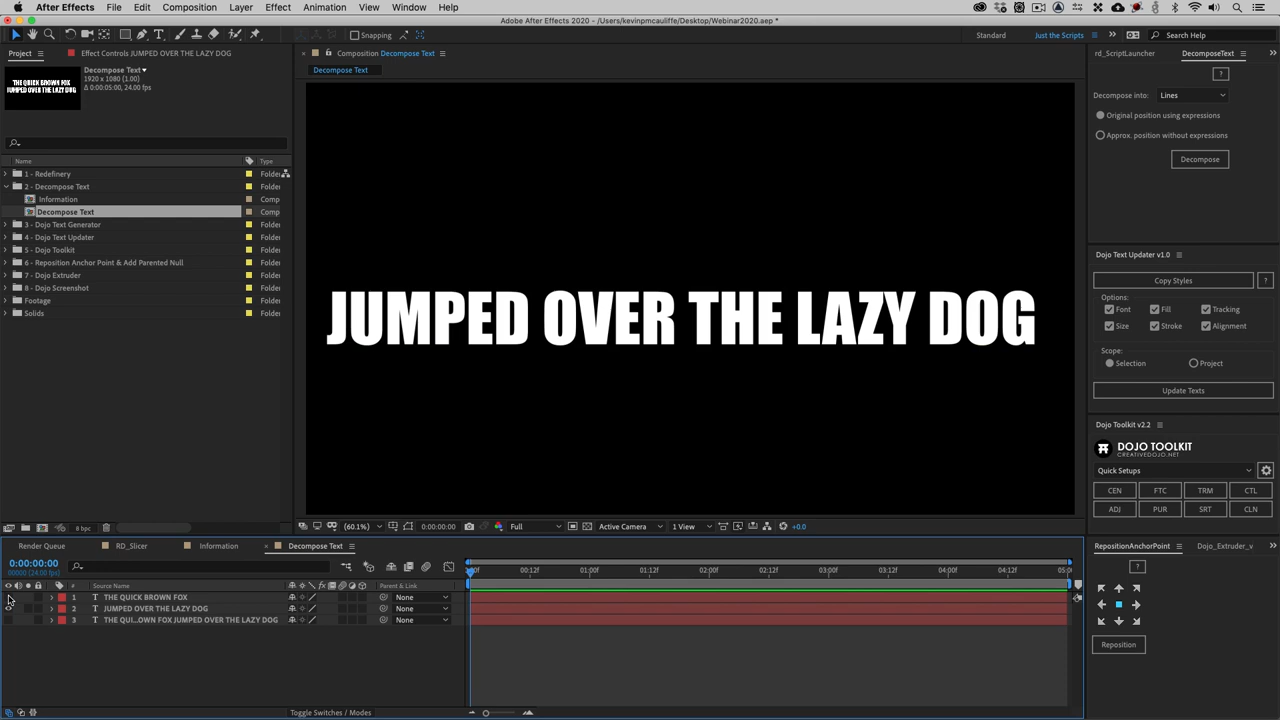 After Effects File Edit Composition Layer Effect Animation View Window Help
Adobe After Effects 2020 - /Users/kevinpmcauliffe/Desktop/Webinar2020.aep *
Snapping Standard Just the Scripts Search Help
Project Effect Controls JUMPED OVER THE LAZY DOG Composition Decompose Text rd_ScriptLauncher DecomposeText
Decompose Text
1920 x 1080 (1.00)
Δ 0:00:05:00, 24.00 fps
THE QUICK BROWN FOX
JUMPED OVER THE LAZY DOG
Decompose Text
?
Decompose into: Lines
Original position using expressions
Approx. position without expressions
Decompose
Name Type
1 - Redefinery Folder
2 - Decompose Text Folder
Information Comp
Decompose Text Comp
3 - Dojo Text Generator Folder
4 - Dojo Text Updater Folder
5 - Dojo Toolkit Folder
6 - Reposition Anchor Point & Add Parented Null Folder
7 - Dojo Extruder Folder
8 - Dojo Screenshot Folder
Footage Folder
Solids Folder
JUMPED OVER THE LAZY DOG
Dojo Text Updater v1.0
Copy Styles ?
Options:
Font Fill Tracking
Size Stroke Alignment
Scope:
Selection Project
Update Texts
Dojo Toolkit v2.2
DOJO TOOLKIT
CREATIVEDOJO.NET
Quick Setups
CEN FTC TRM CTL
ADJ PUR SRT CLN
8 bpc (60.1%) 0:00:00:00 Full Active Camera 1 View +0.0
Render Queue RD_Slicer Information Decompose Text
RepositionAnchorPoint Dojo_Extruder_v
?
Reposition
0:00:00:00
00000 (24.00 fps)
00f 00:12f 01:00f 01:12f 02:00f 02:12f 03:00f 03:12f 04:00f 04:12f 05:0
# Source Name Parent & Link
1 T THE QUICK BROWN FOX None
2 T JUMPED OVER THE LAZY DOG None
3 T THE QUI...OWN FOX JUMPED OVER THE LAZY DOG None
Toggle Switches / Modes